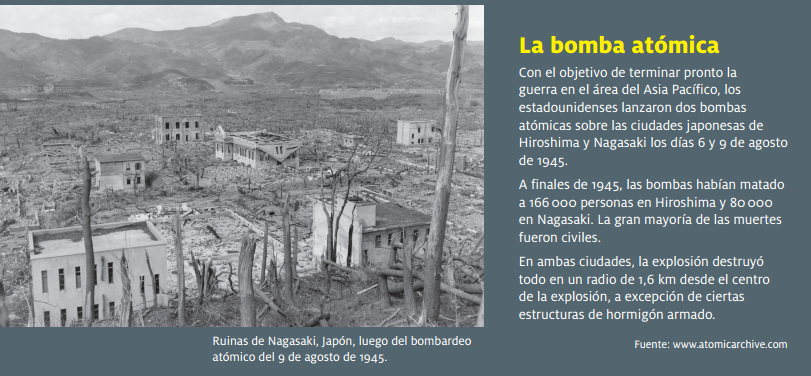 La bomba atómica
Con el objetivo de terminar pronto la
guerra en el área del Asia Pacífico, los
estadounidenses lanzaron dos bombas
atómicas sobre las ciudades japonesas de
Hiroshima y Nagasaki los días 6 y 9 de agosto
de 1945.
A finales de 1945, las bombas habían matado
a 166 000 personas en Hiroshima y 80 000
en Nagasaki. La gran mayoría de las muertes
fueron civiles.
En ambas ciudades, la explosión destruyó
todo en un radio de 1,6 km desde el centro
de la explosión, a excepción de ciertas
estructuras de hormigón armado.
Fuente: www.atomicarchive.com
Ruinas de Nagasaki, Japón, luego del bombardeo
atómico del 9 de agosto de 1945.